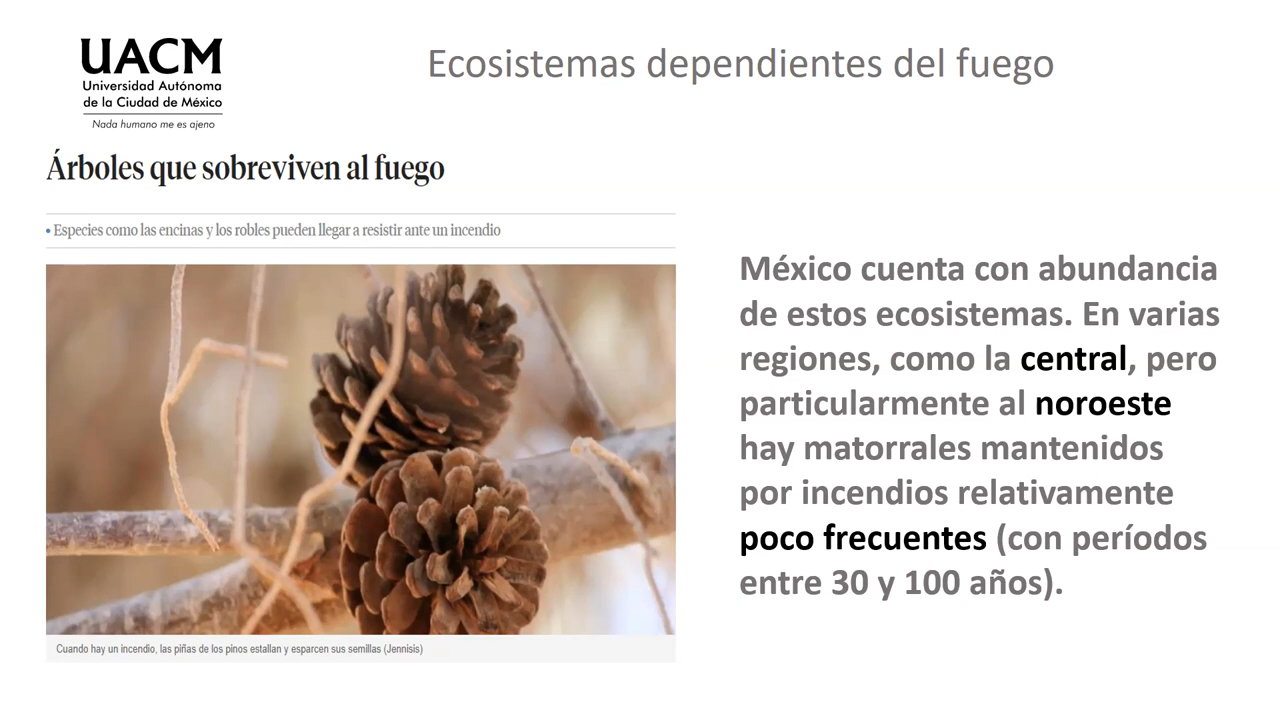 UACM
Universidad Autónoma
de la Ciudad de México
Nada humano me es ajeno
Ecosistemas dependientes del fuego
Árboles que sobreviven al fuego
• Especies como las encinas y los robles pueden llegar a resistir ante un incendio
Cuando hay un incendio, las piñas de los pinos estallan y esparcen sus semillas (Jennisis)
México cuenta con abundancia
de estos ecosistemas. En varias
regiones, como la central, pero
particularmente al noroeste
hay matorrales mantenidos
por incendios relativamente
poco frecuentes (con períodos
entre 30 y 100 años).